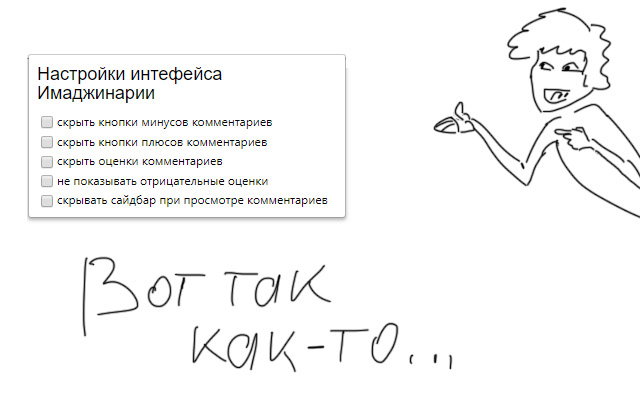 Настройки интефейса
Имаджинарии
скрыть кнопки минусов комментариев
скрыть кнопки плюсов комментариев
скрыть оценки комментариев
не показывать отрицательные оценки
скрывать сайдбар при просмотре комментариев
Вот так
как-то...